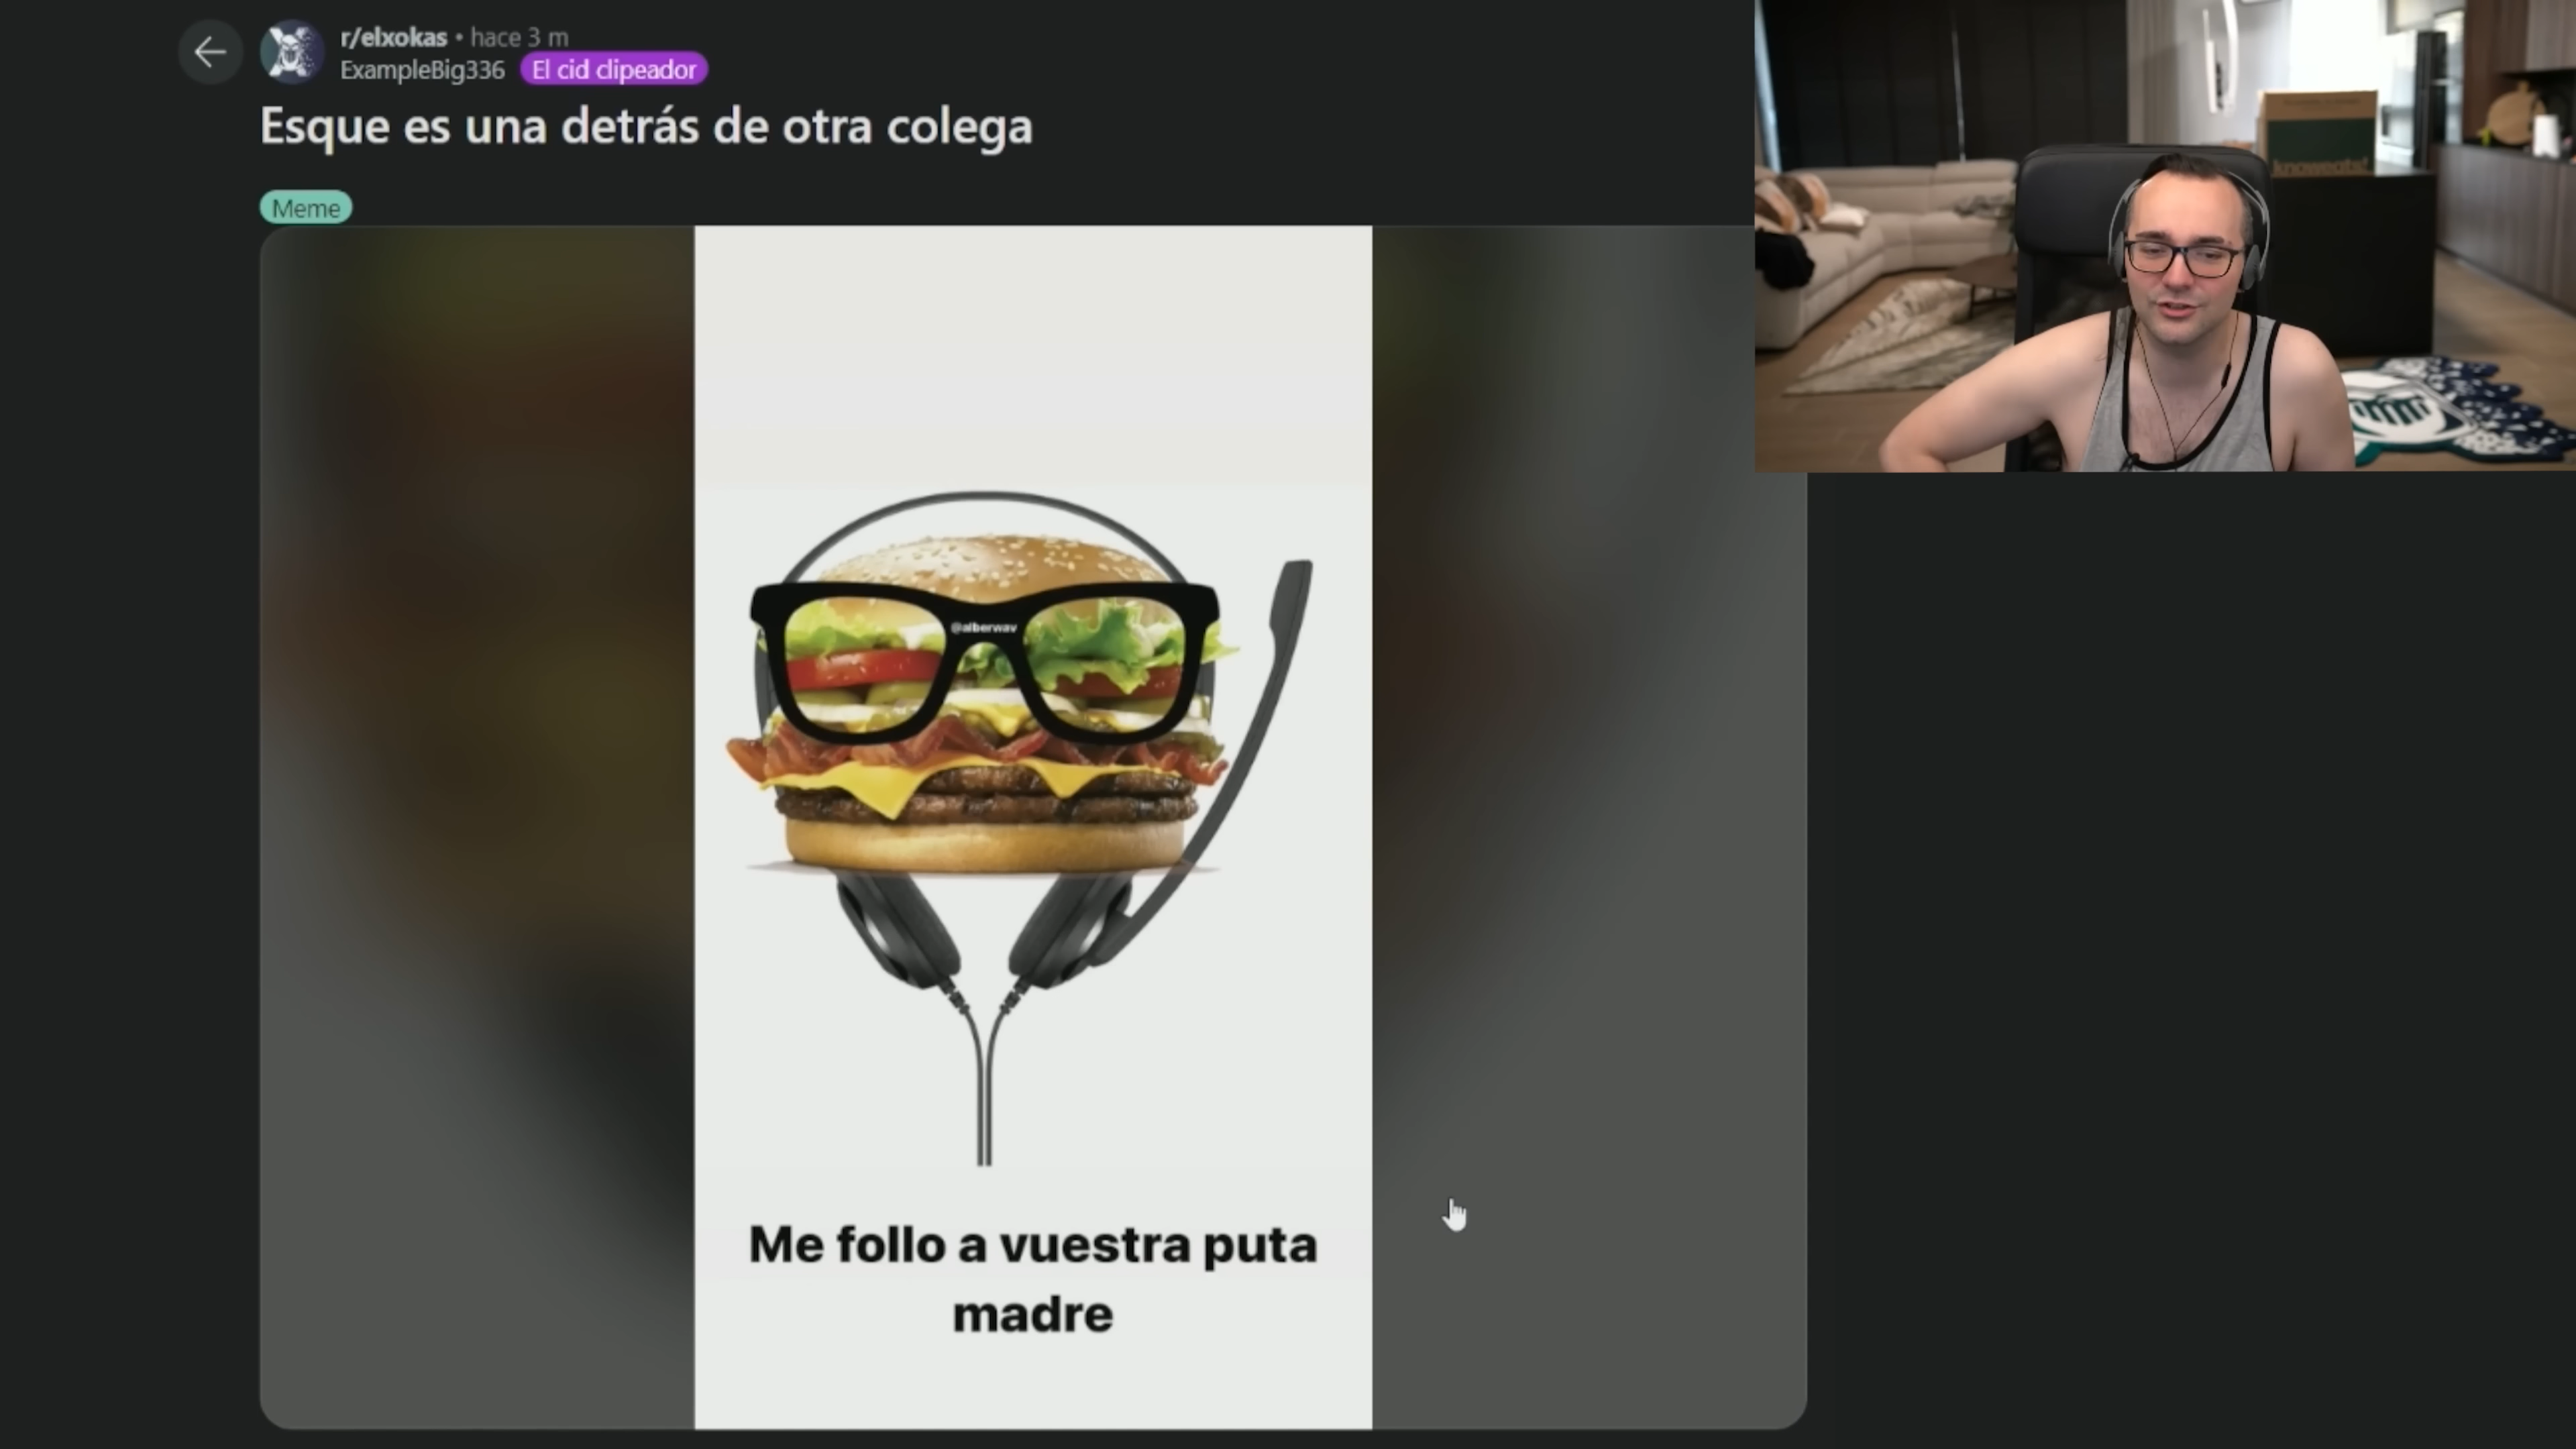 r/elxokas • hace 3 m
ExampleBig336 El cid clipeador
Esque es una detrás de otra colega
Meme
knoweats!
@alberwav
Me follo a vuestra puta
madre